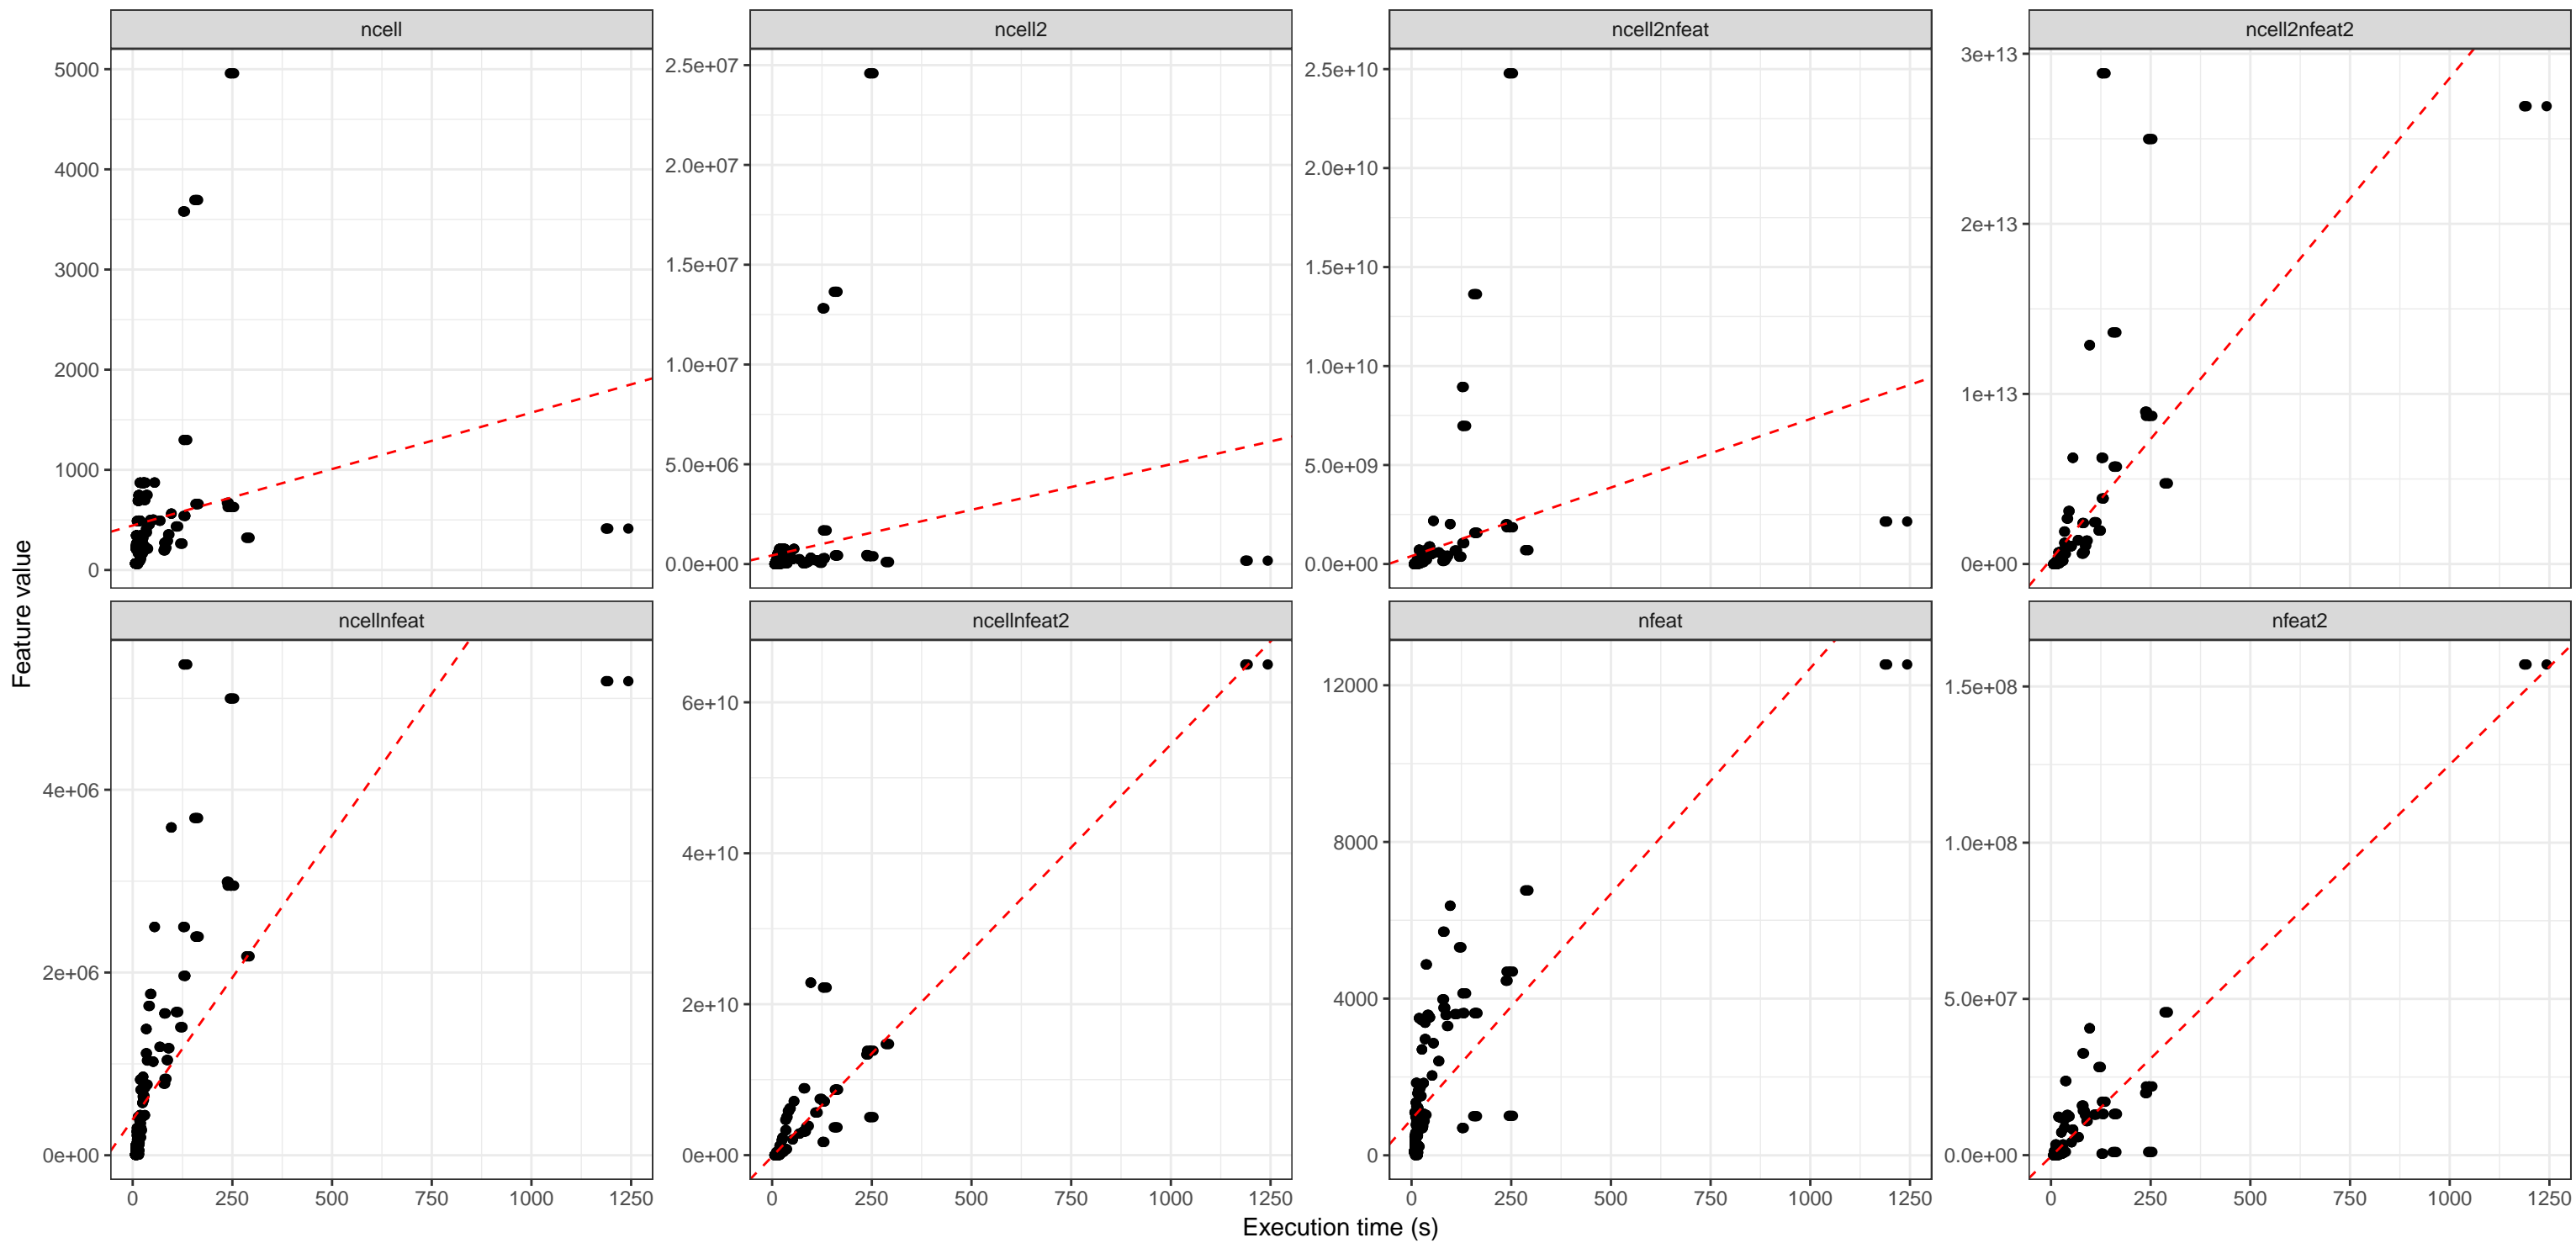 ncell ncell2 ncell2nfeat ncell2nfeat2
5000
4000
3000
2000
1000
0
2.5e+07
2.0e+07
1.5e+07
1.0e+07
5.0e+06
0.0e+00
2.5e+10
2.0e+10
1.5e+10
1.0e+10
5.0e+09
0.0e+00
3e+13
2e+13
1e+13
0e+00
Feature value
ncellnfeat ncellnfeat2 nfeat nfeat2
4e+06
2e+06
0e+00
6e+10
4e+10
2e+10
0e+00
12000
8000
4000
0
1.5e+08
1.0e+08
5.0e+07
0.0e+00
0 250 500 750 1000 1250 0 250 500 750 1000 1250 0 250 500 750 1000 1250 0 250 500 750 1000 1250
Execution time (s)